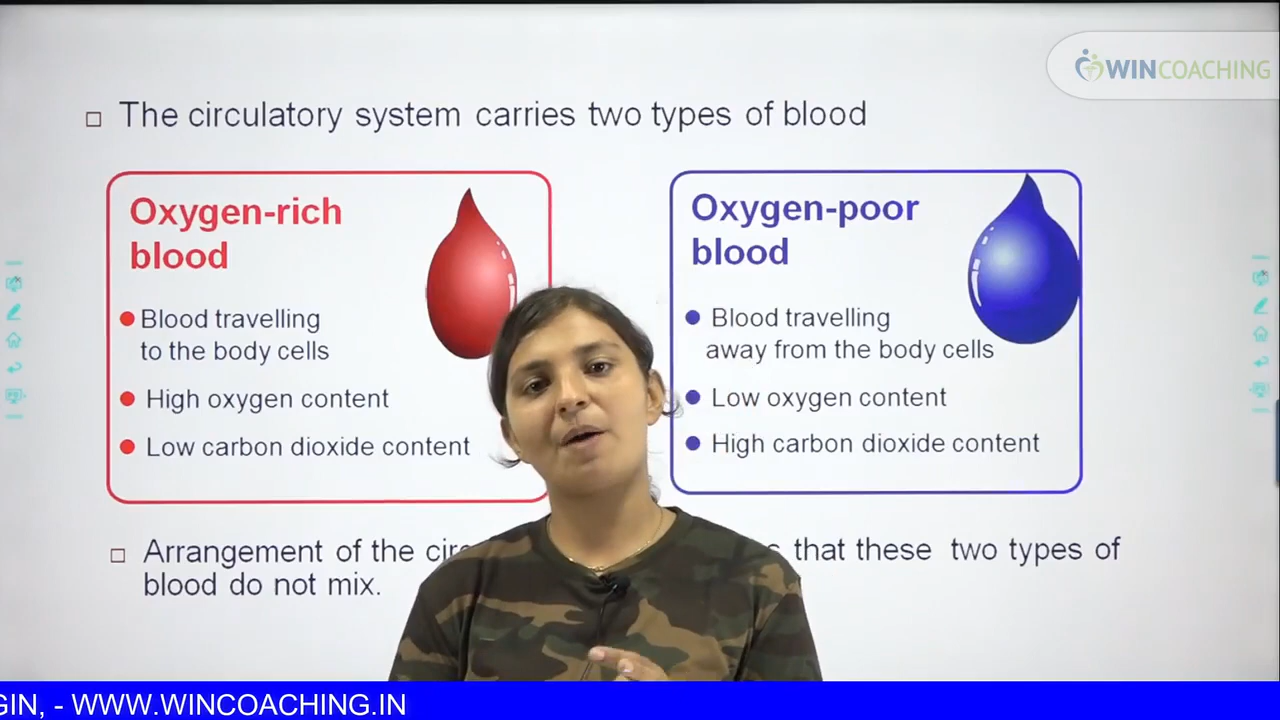 WINCOACHING
□ The circulatory system carries two types of blood
Oxygen-rich
blood
● Blood travelling
to the body cells
● High oxygen content
● Low carbon dioxide content
Oxygen-poor
blood
● Blood travelling
away from the body cells
● Low oxygen content
● High carbon dioxide content
□ Arrangement of the that these two types of
blood do not mix.
GIN, - WWW.WINCOACHING.IN